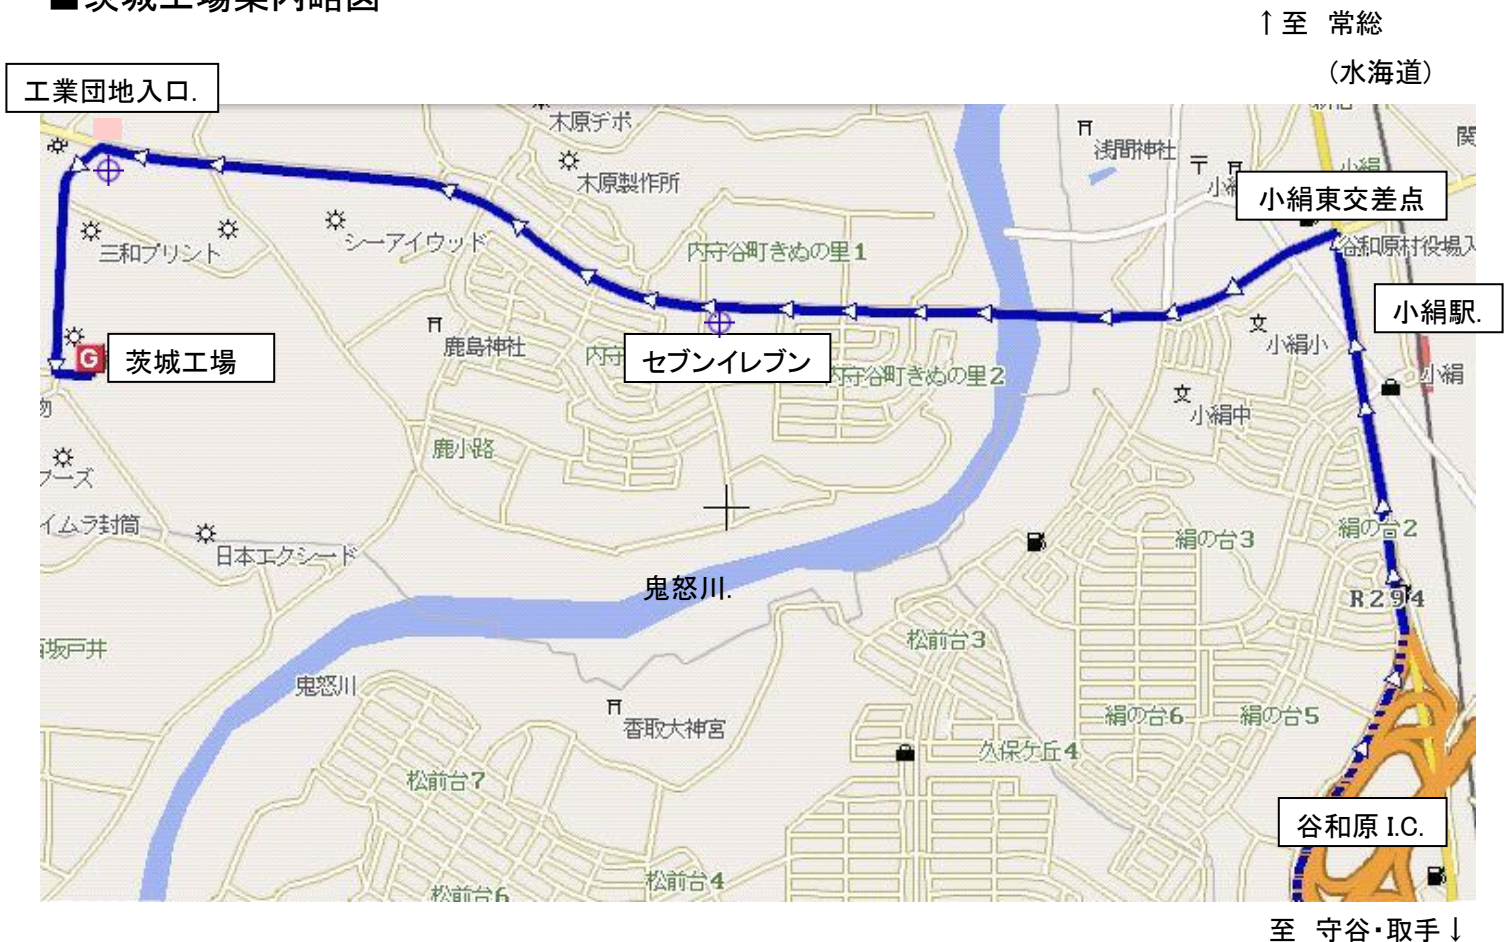 ■茨城工場案内略図
↑至 常総
(水海道)
工業団地入口.
木原デポ
浅間神社
小絹
関
木原製作所
小絹東交差点
三和プリント
シーアイウッド
内守谷町きぬの里1
谷和原村役場入
小絹駅.
鹿島神社
セブンイレブン
茨城工場
G
小絹小
内守谷町きぬの里2
小絹
小絹中
物
鹿小路
フーズ
イムラ封筒
日本エクシード
絹の台3
絹の台2
鬼怒川.
R294
松前台3
坂戸井
鬼怒川
香取大神宮
絹の台6
絹の台5
久保ケ丘4
松前台7
谷和原 I.C.
松前台4
松前台6
至 守谷・取手↓